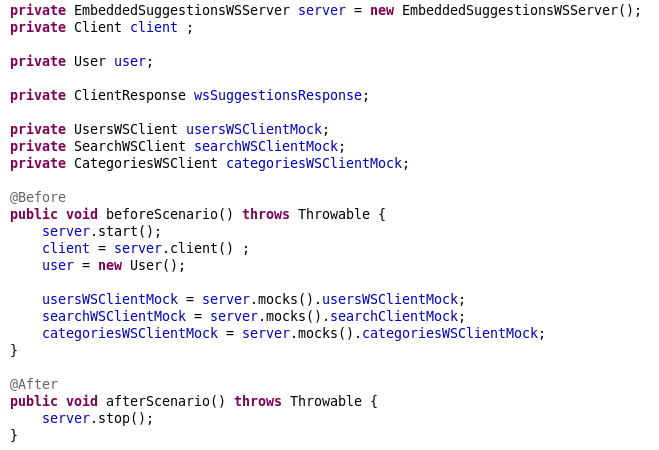 private EmbeddedSuggestionsWSServer server = new EmbeddedSuggestionsWSServer();
private Client client ;

private User user;

private ClientResponse wsSuggestionsResponse;

private UsersWSClient usersWSClientMock;
private SearchWSClient searchWSClientMock;
private CategoriesWSClient categoriesWSClientMock;

@Before
public void beforeScenario() throws Throwable {
    server.start();
    client = server.client() ;
    user = new User();

    usersWSClientMock = server.mocks().usersWSClientMock;
    searchWSClientMock = server.mocks().searchClientMock;
    categoriesWSClientMock = server.mocks().categoriesWSClientMock;
}

@After
public void afterScenario() throws Throwable {
    server.stop();
}